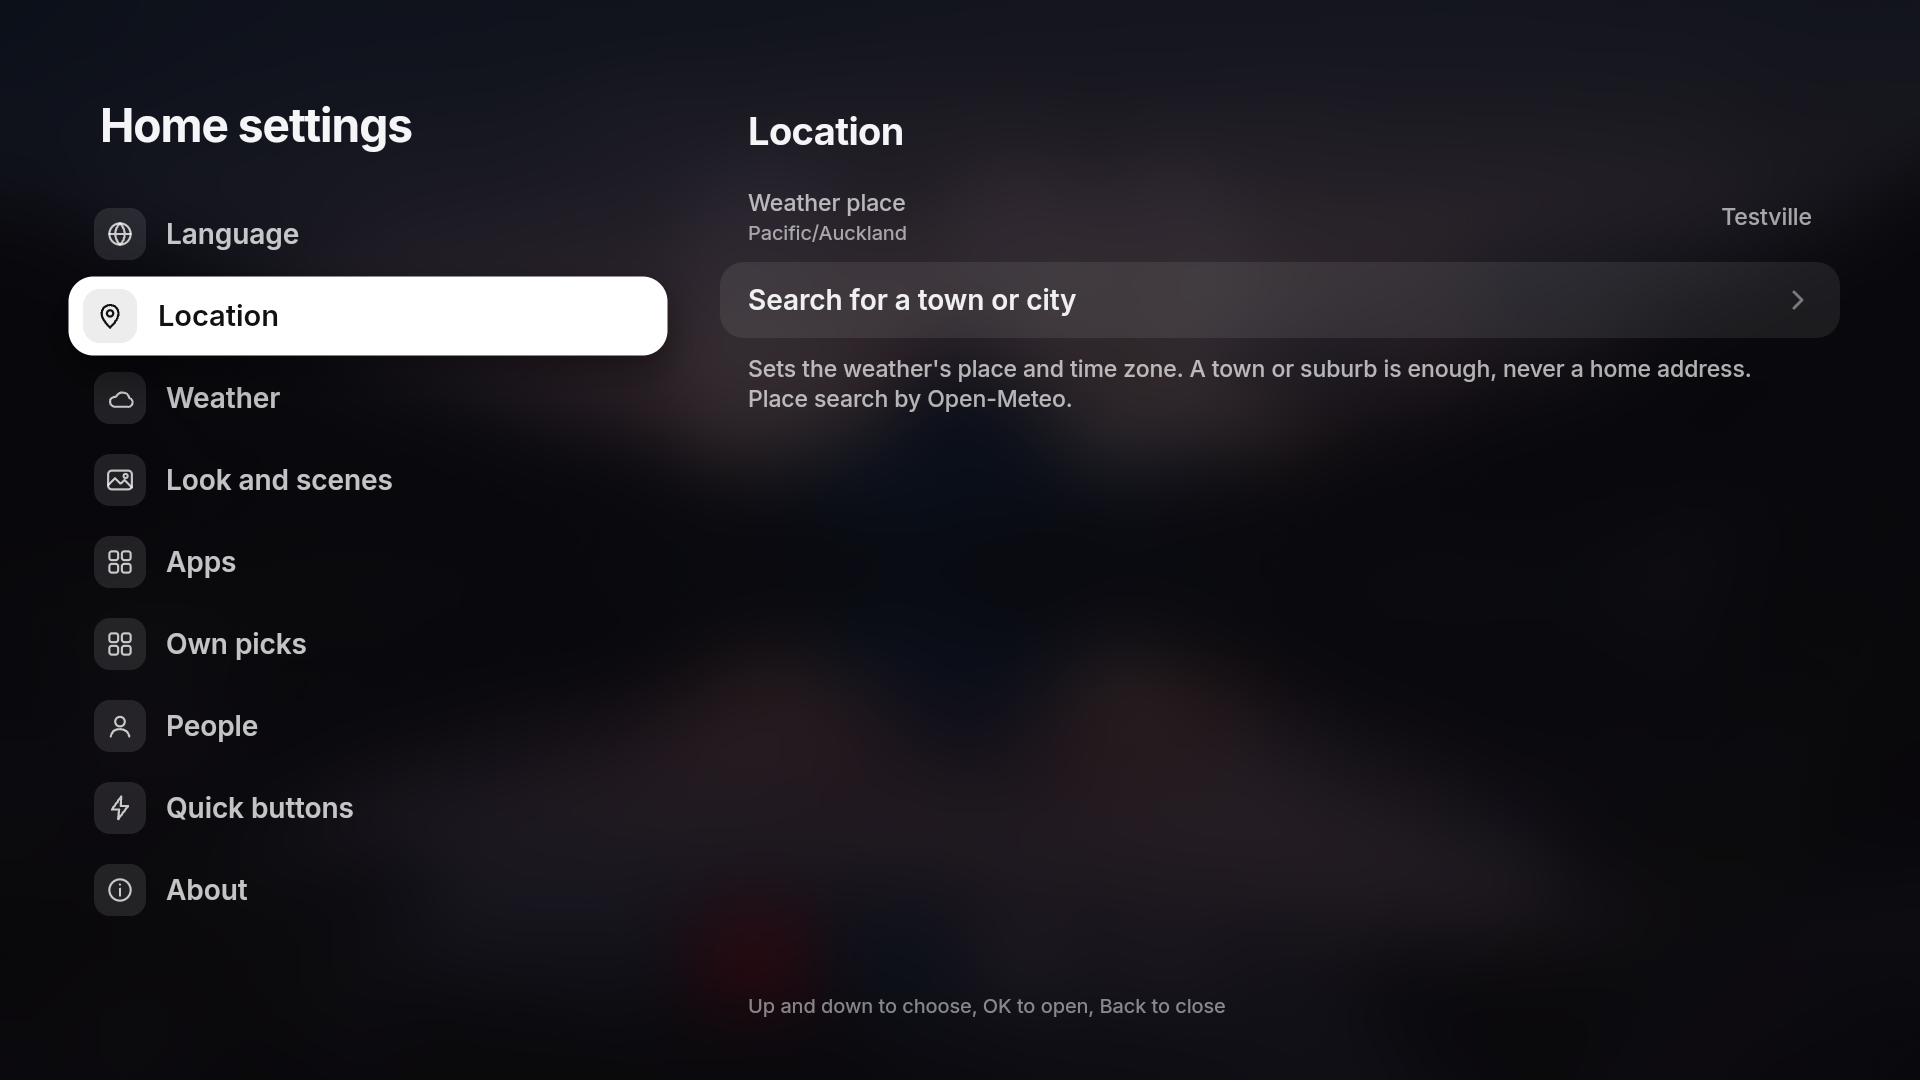 Home settings
Language
Location
Weather
Look and scenes
Apps
Own picks
People
Quick buttons
About
Location
Weather place
Pacific/Auckland
Testville
Search for a town or city
Sets the weather's place and time zone. A town or suburb is enough, never a home address.
Place search by Open-Meteo.
Up and down to choose, OK to open, Back to close